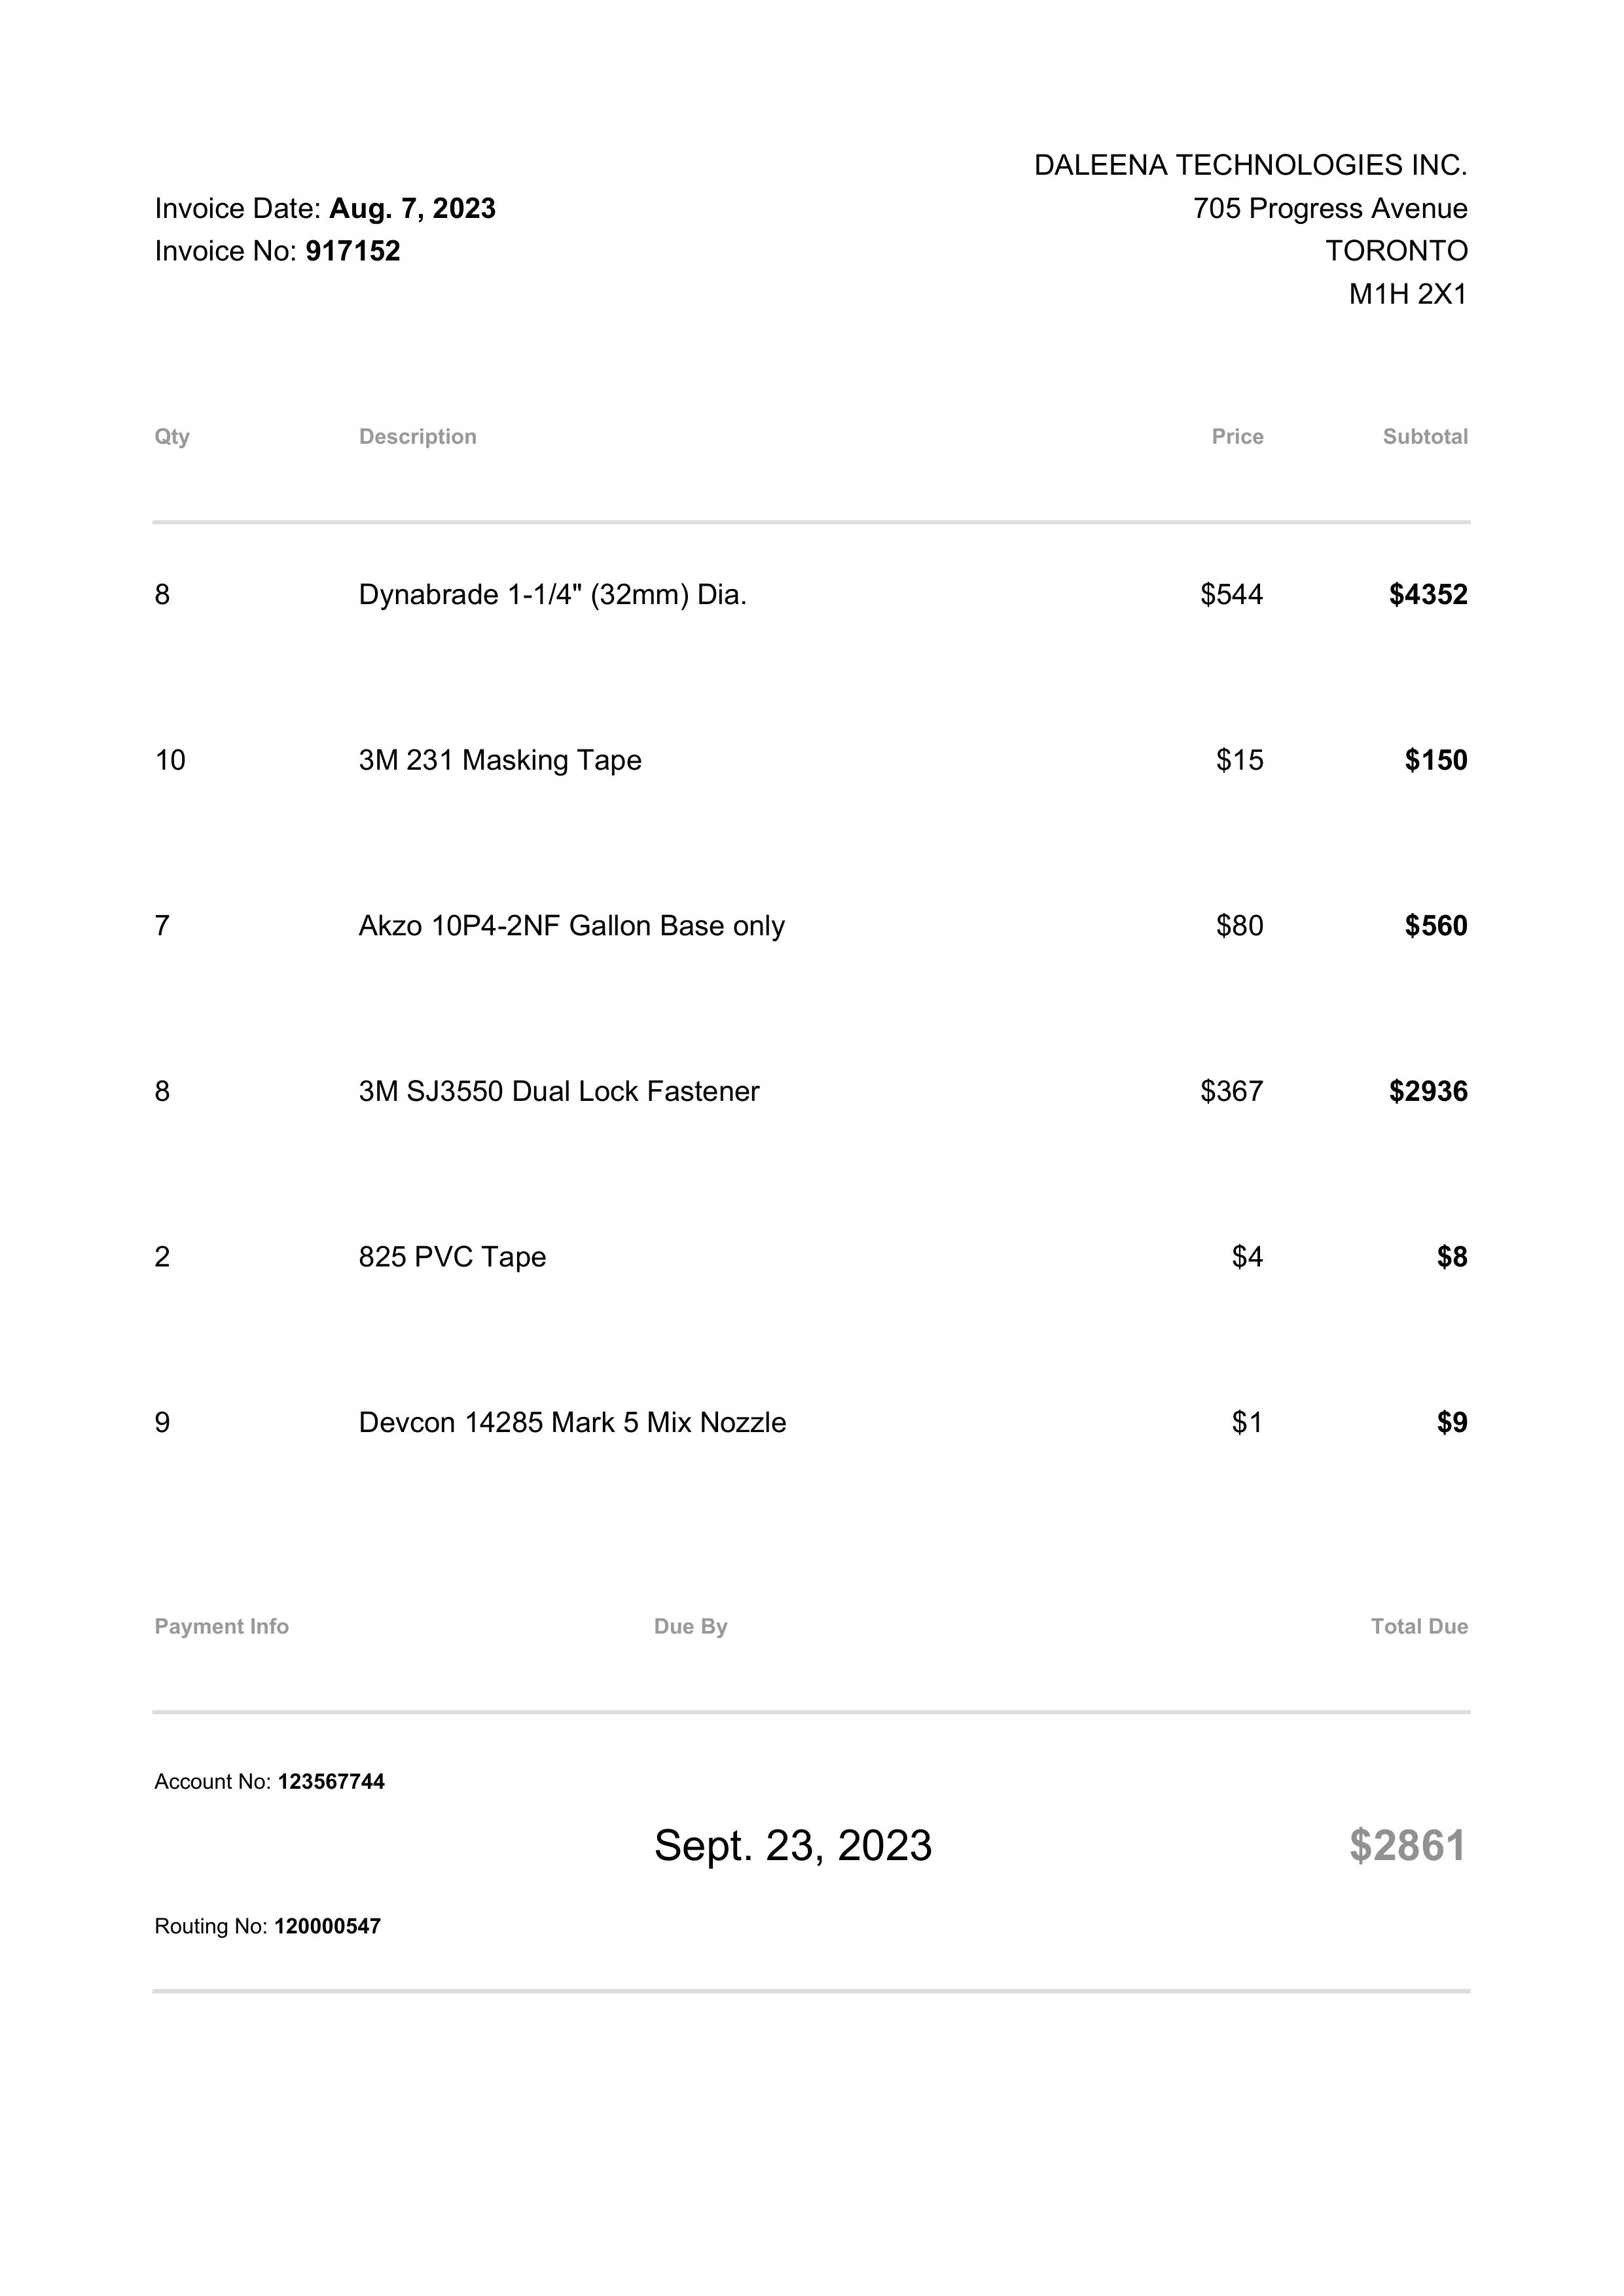 DALEENA TECHNOLOGIES INC.
Invoice Date: Aug. 7, 2023 705 Progress Avenue
Invoice No: 917152 TORONTO
M1H 2X1
Qty Description Price Subtotal
8 Dynabrade 1-1/4" (32mm) Dia. $544 $4352
10 3M 231 Masking Tape $15 $150
7 Akzo 10P4-2NF Gallon Base only $80 $560
8 3M SJ3550 Dual Lock Fastener $367 $2936
2 825 PVC Tape $4 $8
9 Devcon 14285 Mark 5 Mix Nozzle $1 $9
Payment Info Due By Total Due
Account No: 123567744
Sept. 23, 2023 $2861
Routing No: 120000547